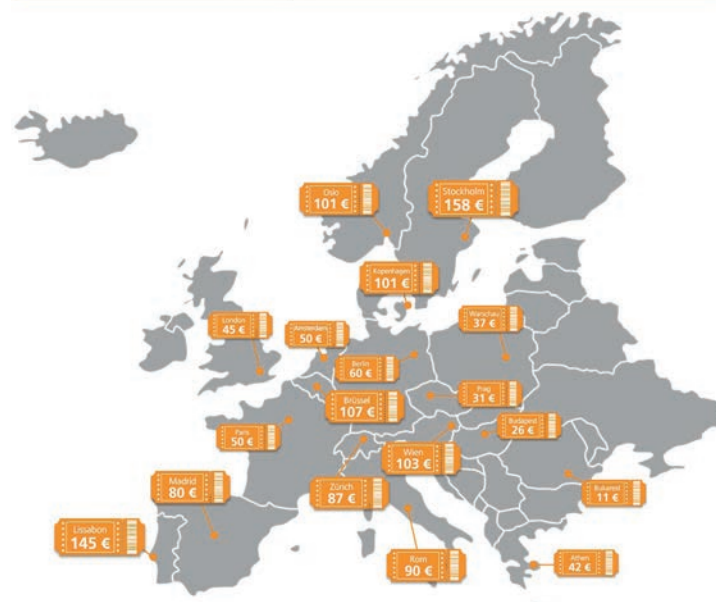 Oslo
101 €
Stockholm
158 €
Kopenhagen
101 €
London
45 €
Amsterdam
50 €
Warschau
37 €
Berlin
60 €
Prag
31 €
Brüssel
107 €
Paris
50 €
Budapest
26 €
Wien
103 €
Zürich
87 €
Madrid
80 €
Bukarest
11 €
Lissabon
145 €
Rom
90 €
Athen
42 €